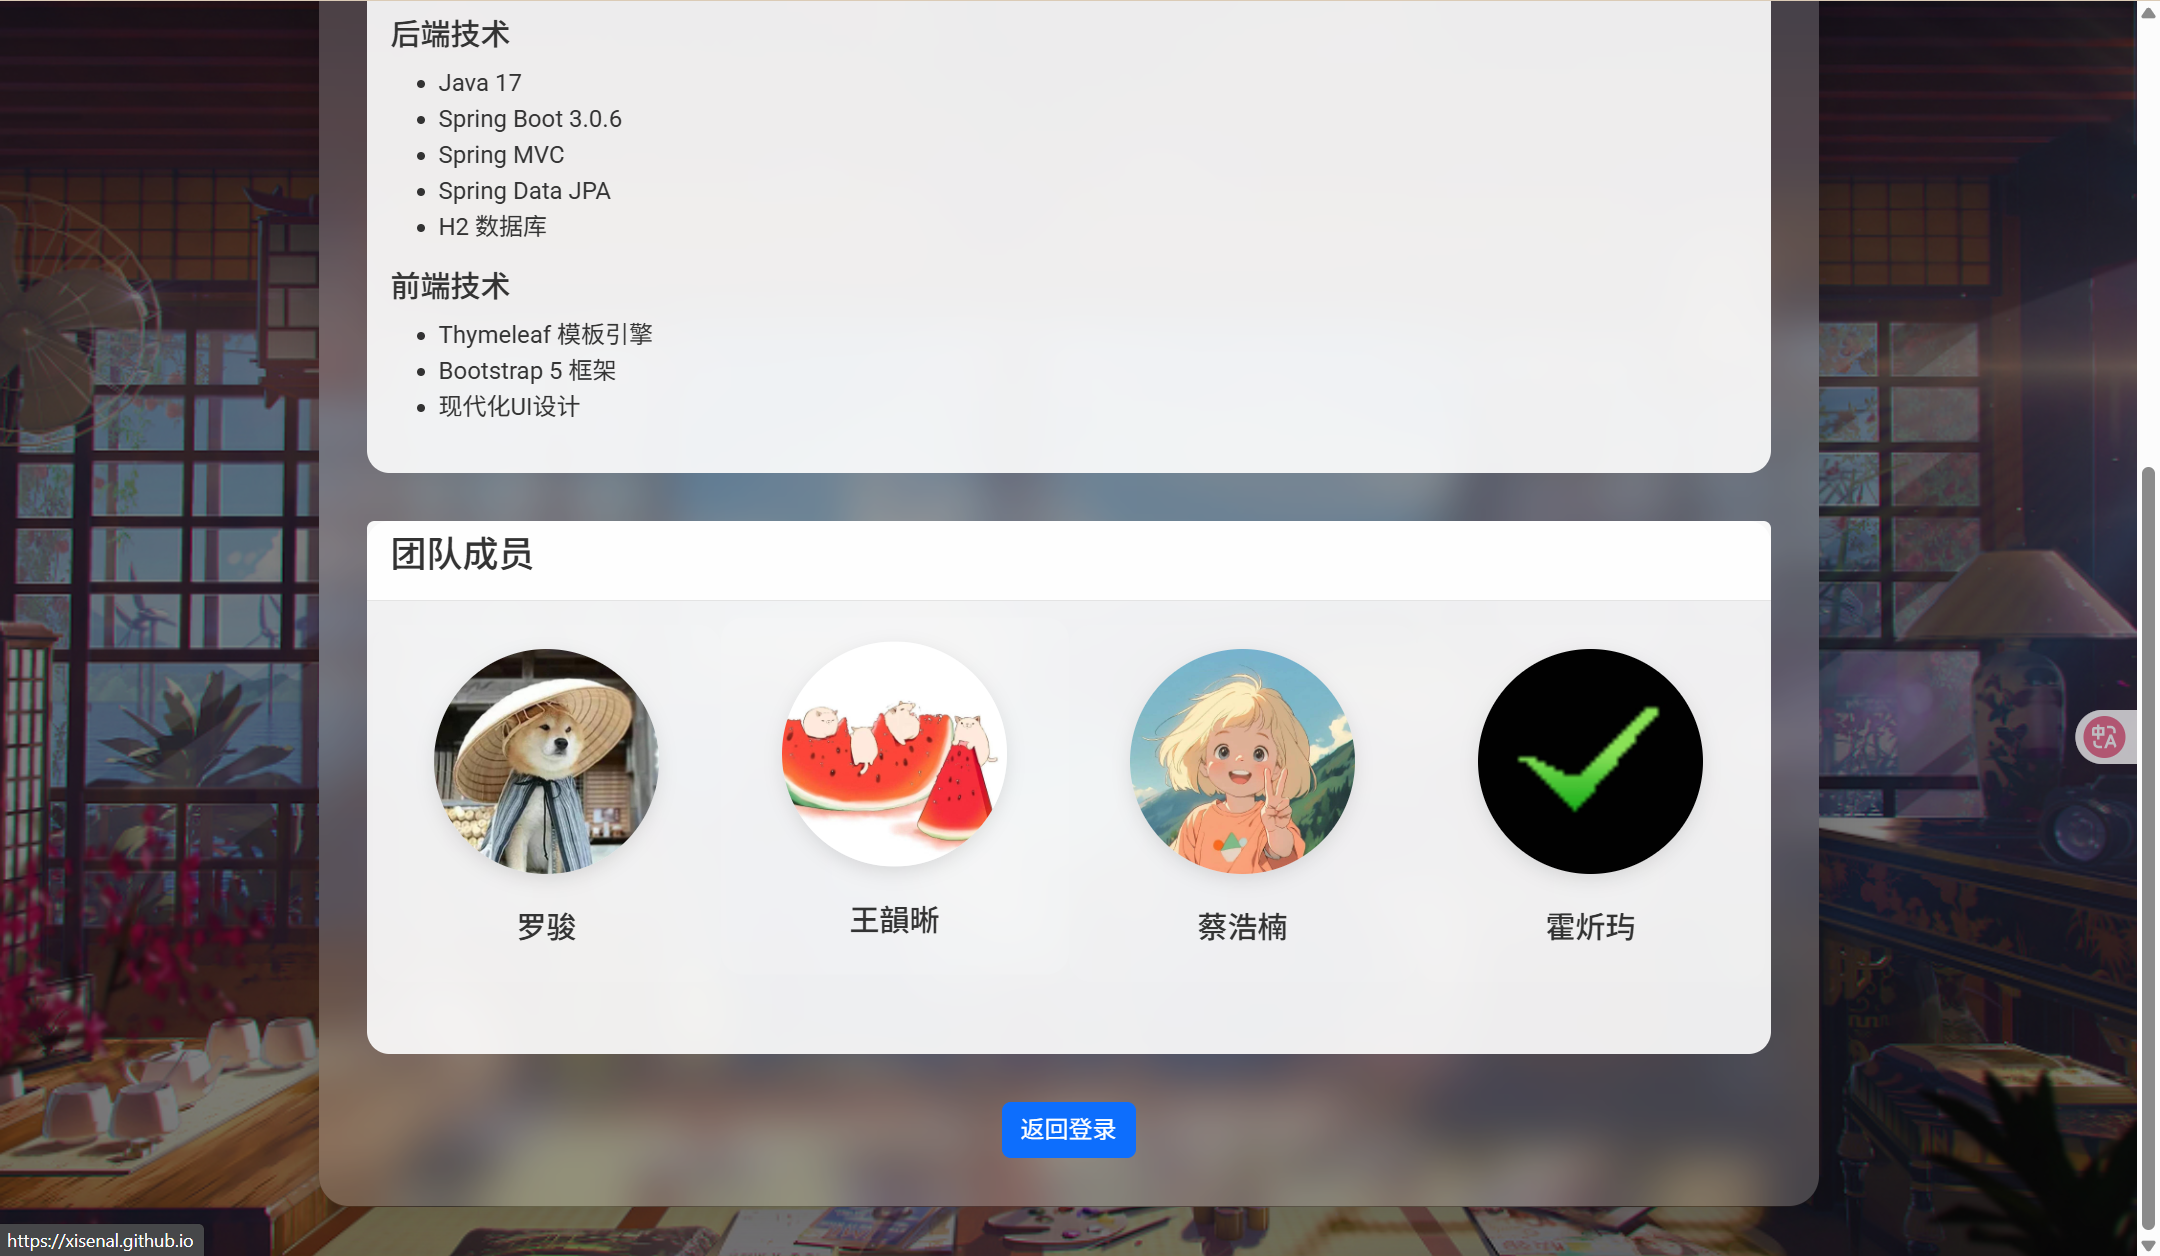 后端技术
Java 17
Spring Boot 3.0.6
Spring MVC
Spring Data JPA
H2 数据库
前端技术
Thymeleaf 模板引擎
Bootstrap 5 框架
现代化UI设计
团队成员
罗骏
王韻晰
蔡浩楠
霍炘玙
返回登录
https://xisenal.github.io